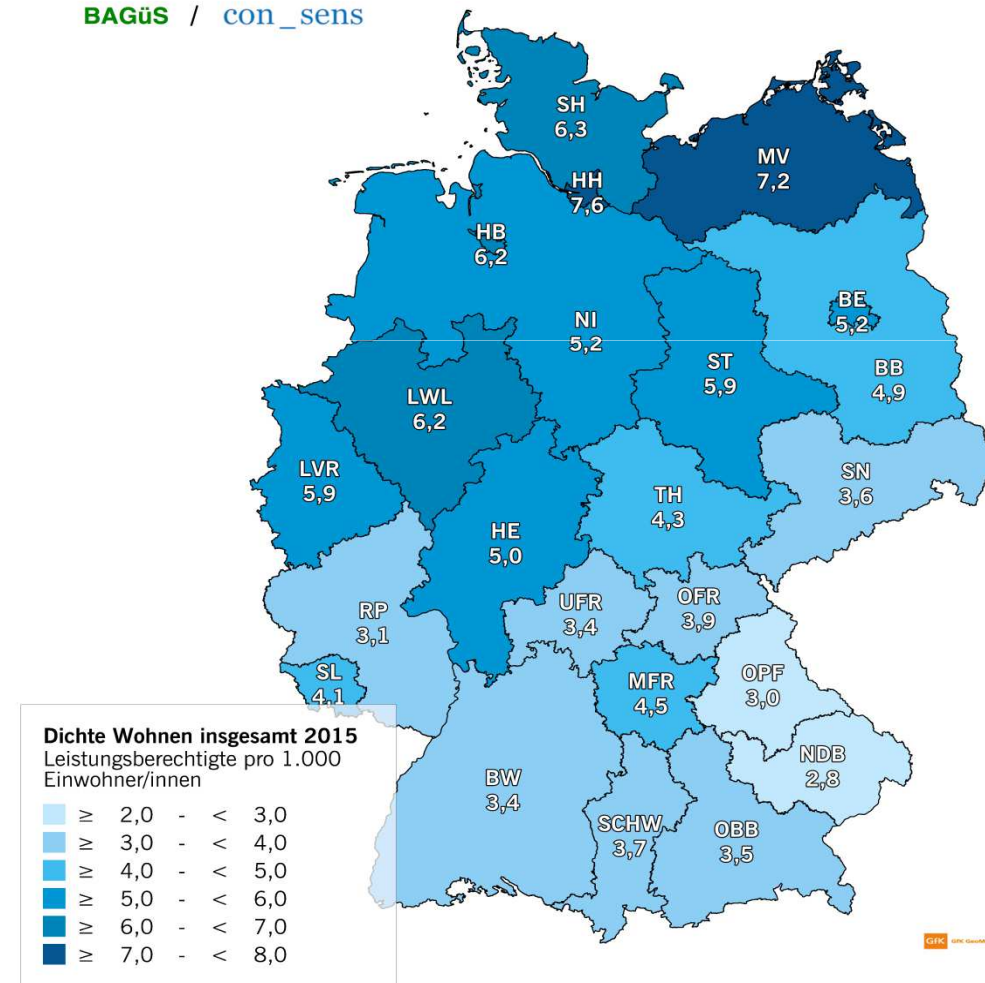 BAGüS / con_sens
SH
6,3
MV
7,2
HH
7,6
HB
6,2
BE
5,2
NI
5,2
ST
5,9
BB
4,9
LWL
6,2
LVR
5,9
SN
3,6
TH
4,3
HE
5,0
UFR
3,4
OFR
3,9
RP
3,1
SL
4,1
MFR
4,5
OPF
3,0
NDB
2,8
BW
3,4
SCHW
3,7
OBB
3,5
Dichte Wohnen insgesamt 2015
Leistungsberechtigte pro 1.000
Einwohner/innen
≥ 2,0 - < 3,0
≥ 3,0 - < 4,0
≥ 4,0 - < 5,0
≥ 5,0 - < 6,0
≥ 6,0 - < 7,0
≥ 7,0 - < 8,0
GfK